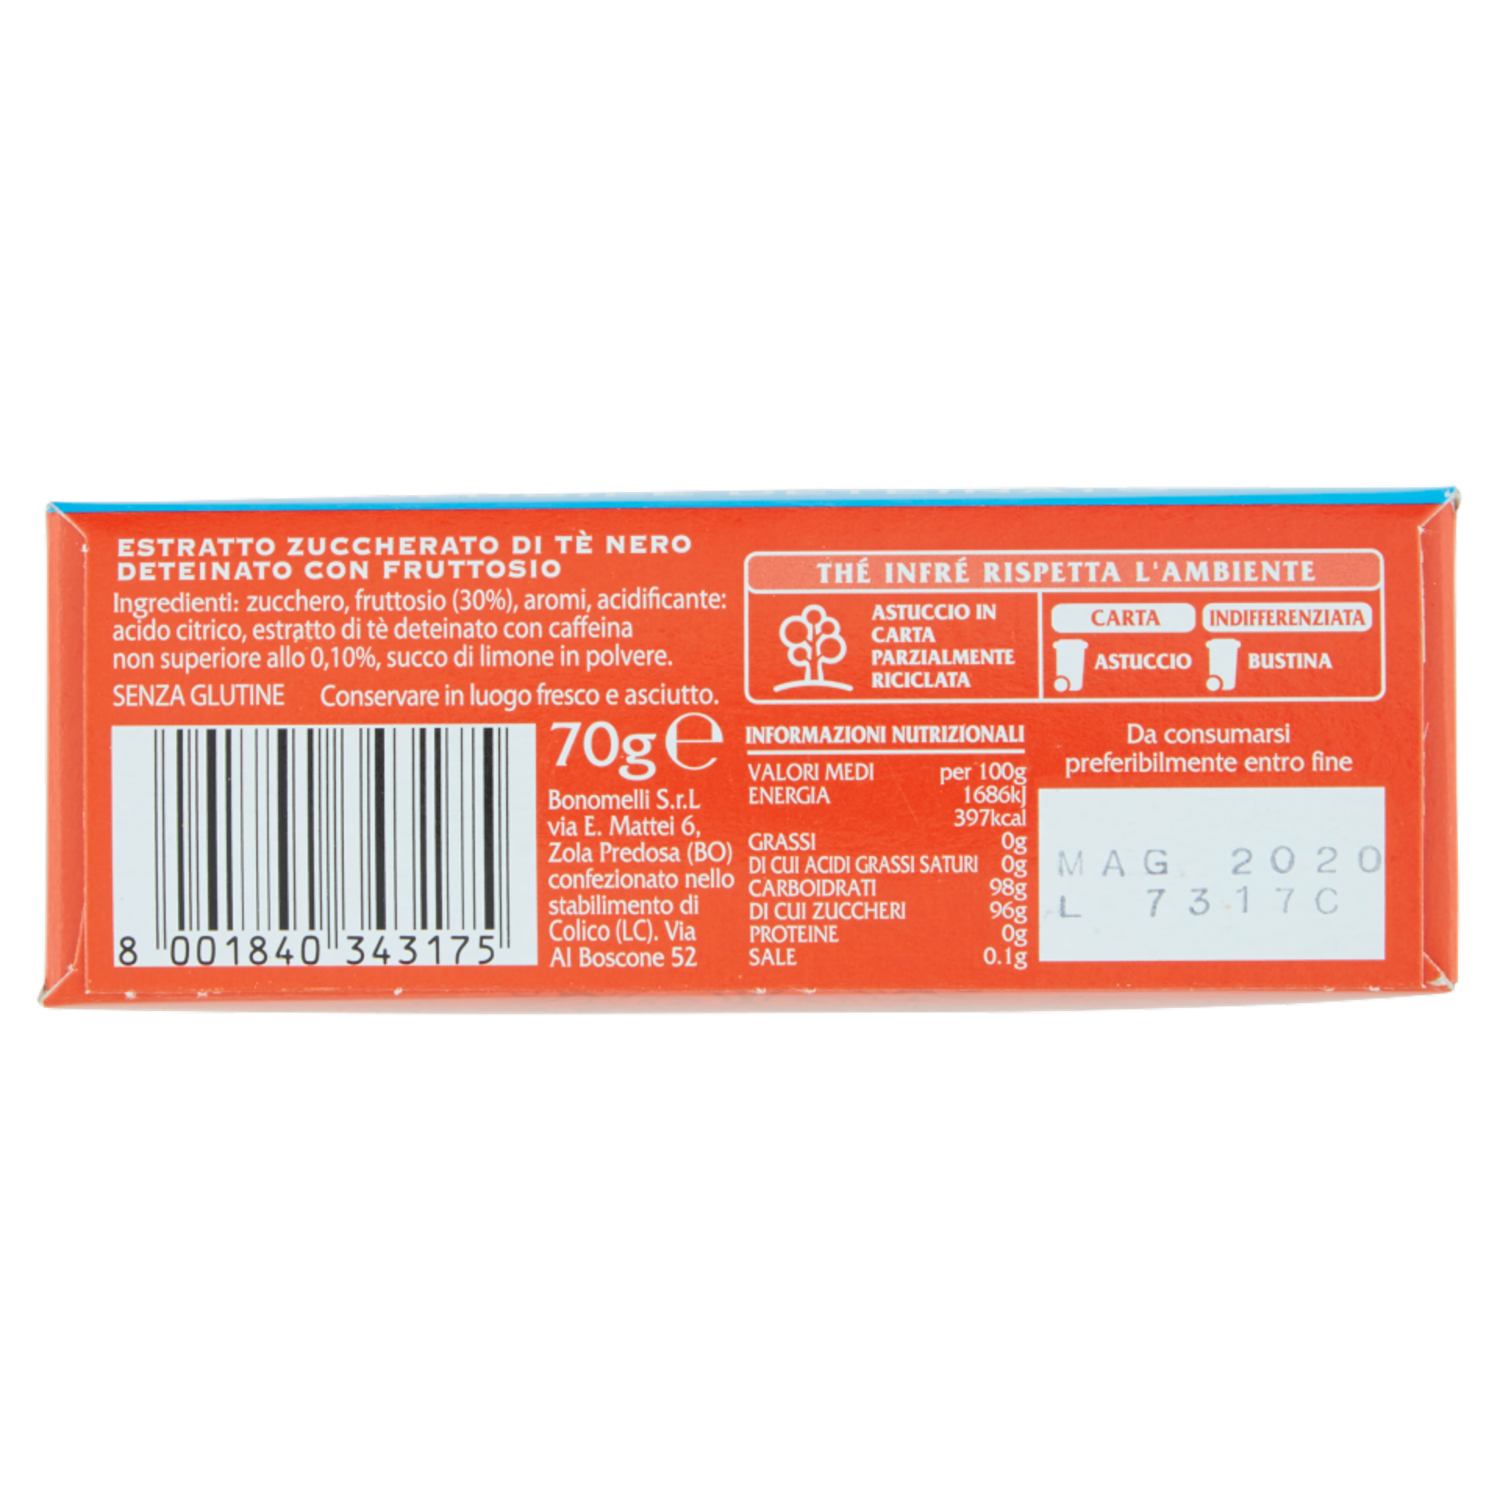 ESTRATTO ZUCCHERATO DI TÈ NERO
DETEINATO CON FRUTTOSIO
Ingredienti: zucchero, fruttosio (30%), aromi, acidificante:
acido citrico, estratto di tè deteinato con caffeina
non superiore allo 0,10%, succo di limone in polvere.
SENZA GLUTINE Conservare in luogo fresco e asciutto.
8 001840 343175
70g e
Bonomelli S.r.L
via E. Mattei 6,
Zola Predosa (BO)
confezionato nello
stabilimento di
Colico (LC). Via
Al Boscone 52
THÉ INFRÉ RISPETTA L'AMBIENTE
ASTUCCIO IN
CARTA
PARZIALMENTE
RICICLATA
CARTA INDIFFERENZIATA
ASTUCCIO BUSTINA
INFORMAZIONI NUTRIZIONALI
VALORI MEDI per 100g
ENERGIA 1686kJ
397kcal
GRASSI 0g
DI CUI ACIDI GRASSI SATURI 0g
CARBOIDRATI 98g
DI CUI ZUCCHERI 96g
PROTEINE 0g
SALE 0.1g
Da consumarsi
preferibilmente entro fine
MAG 2020
L 7317C